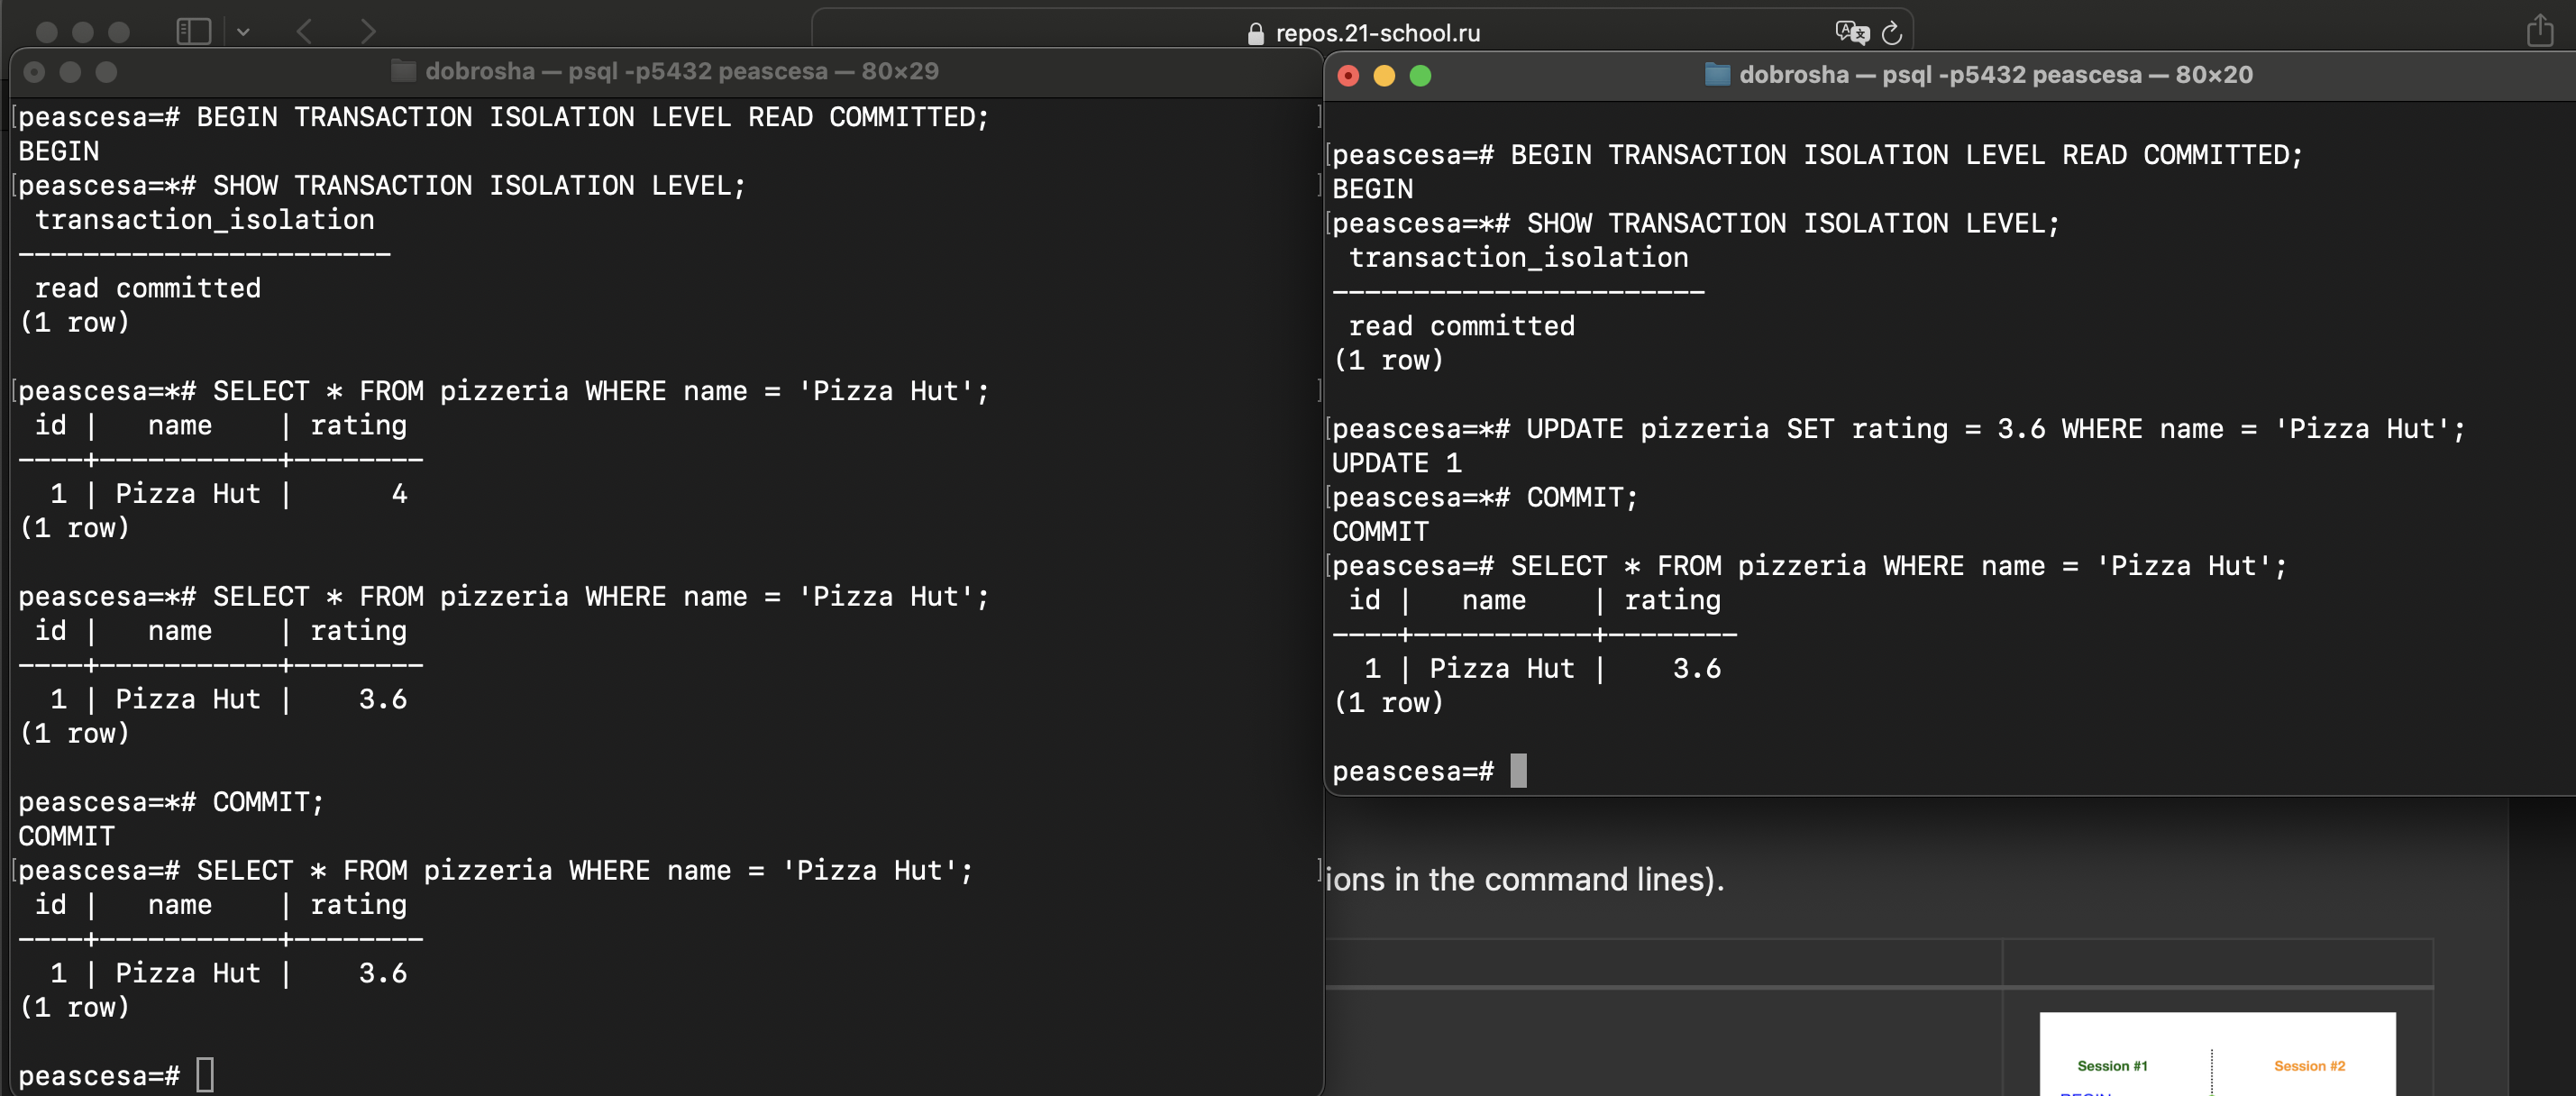 repos.21-school.ru
dobrosha — psql -p5432 peascesa — 80×29
peascesa=# BEGIN TRANSACTION ISOLATION LEVEL READ COMMITTED;
BEGIN
peascesa=*# SHOW TRANSACTION ISOLATION LEVEL;
 transaction_isolation
-----------------------
 read committed
(1 row)
peascesa=*# SELECT * FROM pizzeria WHERE name = 'Pizza Hut';
 id |   name    | rating
----+-----------+--------
  1 | Pizza Hut |      4
(1 row)
peascesa=*# SELECT * FROM pizzeria WHERE name = 'Pizza Hut';
 id |   name    | rating
----+-----------+--------
  1 | Pizza Hut |    3.6
(1 row)
peascesa=*# COMMIT;
COMMIT
peascesa=# SELECT * FROM pizzeria WHERE name = 'Pizza Hut';
 id |   name    | rating
----+-----------+--------
  1 | Pizza Hut |    3.6
(1 row)
peascesa=#
dobrosha — psql -p5432 peascesa — 80×20
peascesa=# BEGIN TRANSACTION ISOLATION LEVEL READ COMMITTED;
BEGIN
peascesa=*# SHOW TRANSACTION ISOLATION LEVEL;
 transaction_isolation
-----------------------
 read committed
(1 row)
peascesa=*# UPDATE pizzeria SET rating = 3.6 WHERE name = 'Pizza Hut';
UPDATE 1
peascesa=*# COMMIT;
COMMIT
peascesa=# SELECT * FROM pizzeria WHERE name = 'Pizza Hut';
 id |   name    | rating
----+-----------+--------
  1 | Pizza Hut |    3.6
(1 row)
peascesa=#
ions in the command lines).
Session #1
Session #2